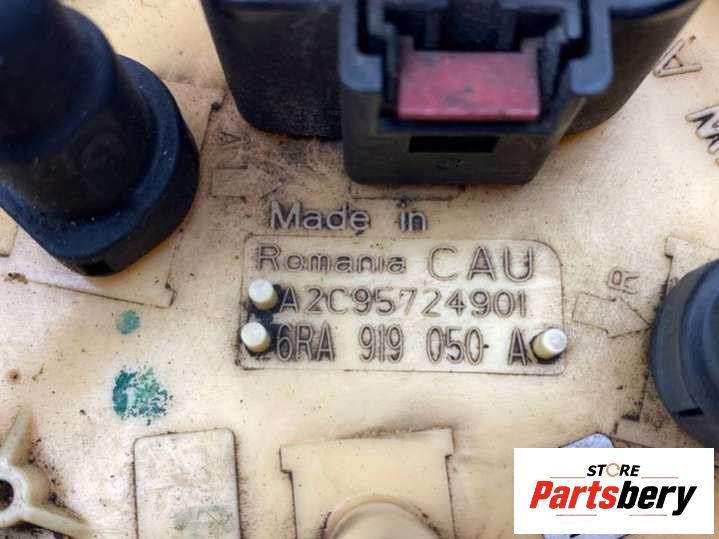 A
V
Made in
Romania CAU
A2C95724901
6RA 919 050 A
R
STORE
Partsbery